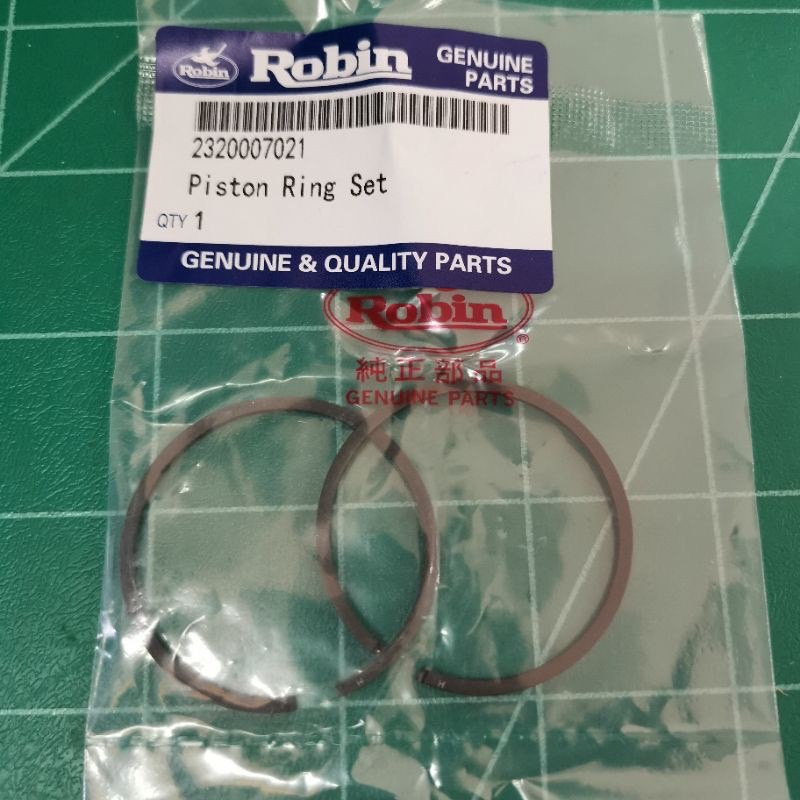 Robin
Robin
GENUINE
PARTS
2320007021
Piston Ring Set
QTY 1
GENUINE & QUALITY PARTS
Robin
®
純正部品
GENUINE PARTS
N
N